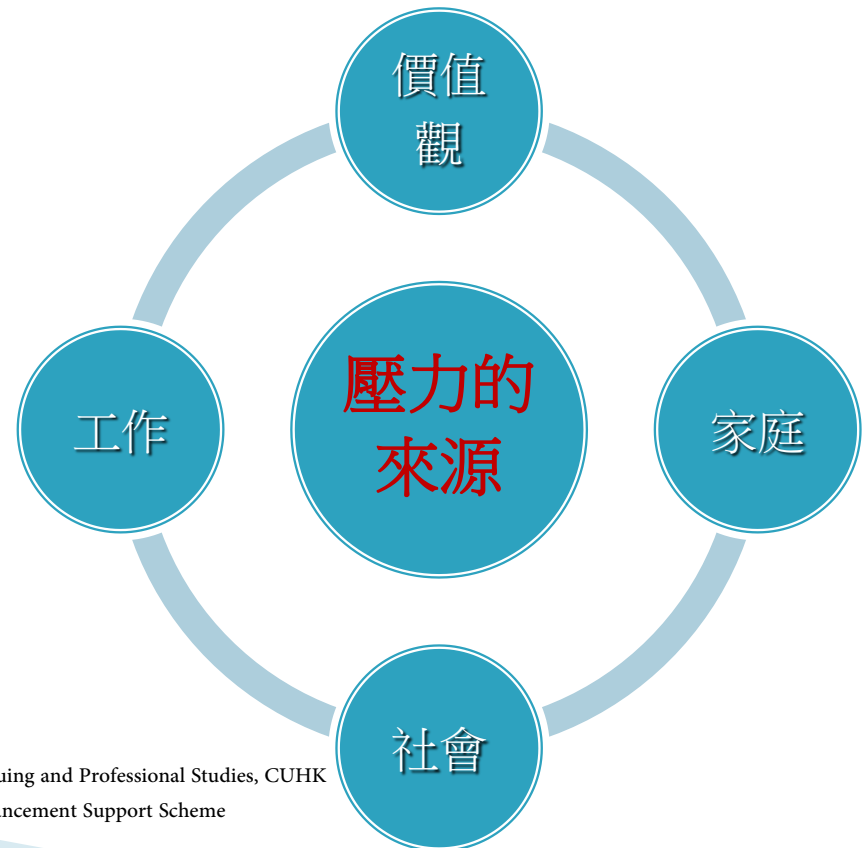 價值
觀
壓力的
來源
工作
家庭
社會
uing and Professional Studies, CUHK
ancement Support Scheme